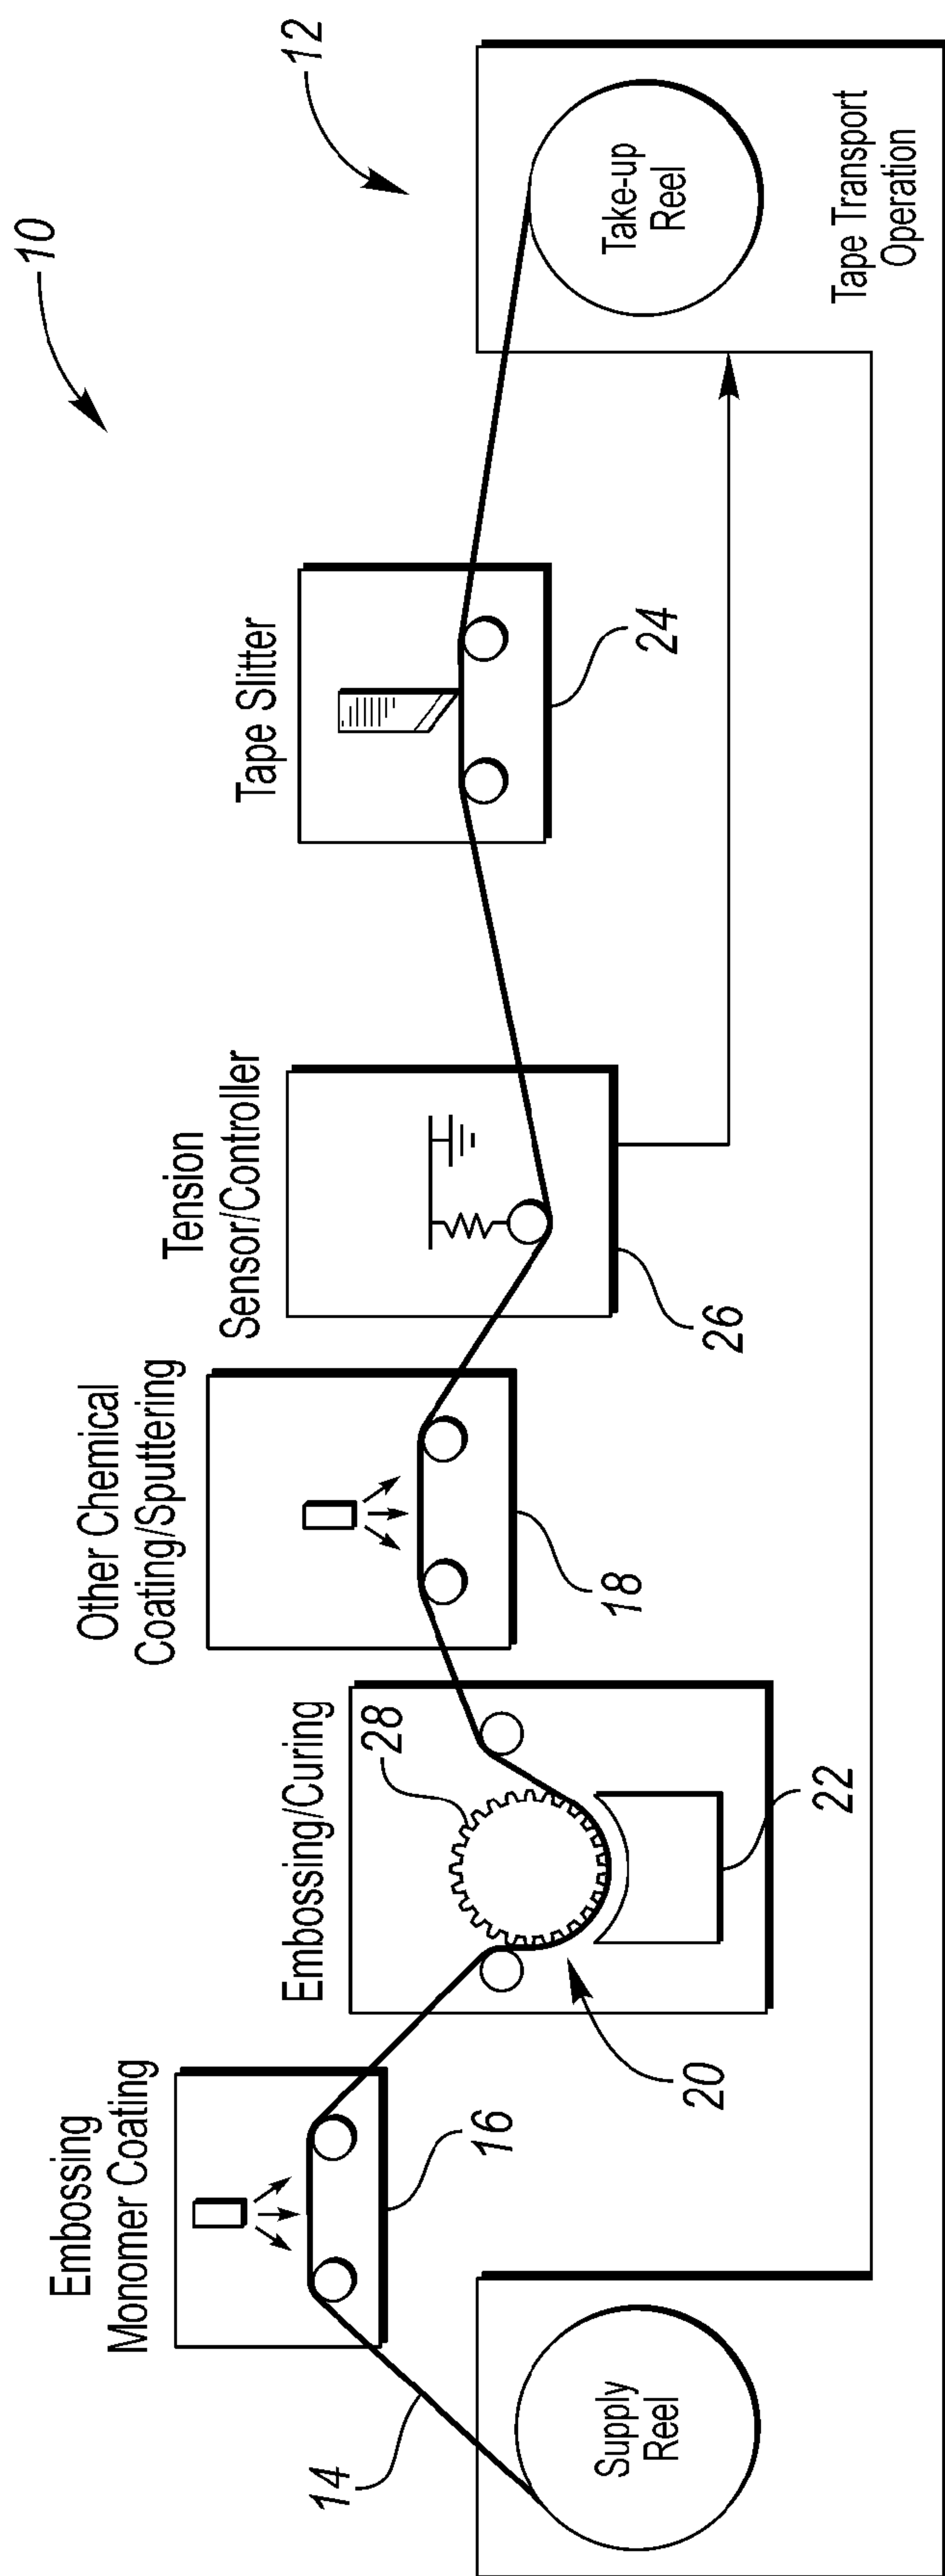 10
12
Embossing
Monomer Coating
Embossing/Curing
Other Chemical
Coating/Sputtering
Tension
Sensor/Controller
Tape Slitter
14
16
28
20
22
18
26
24
Supply
Reel
Take-up
Reel
Tape Transport
Operation